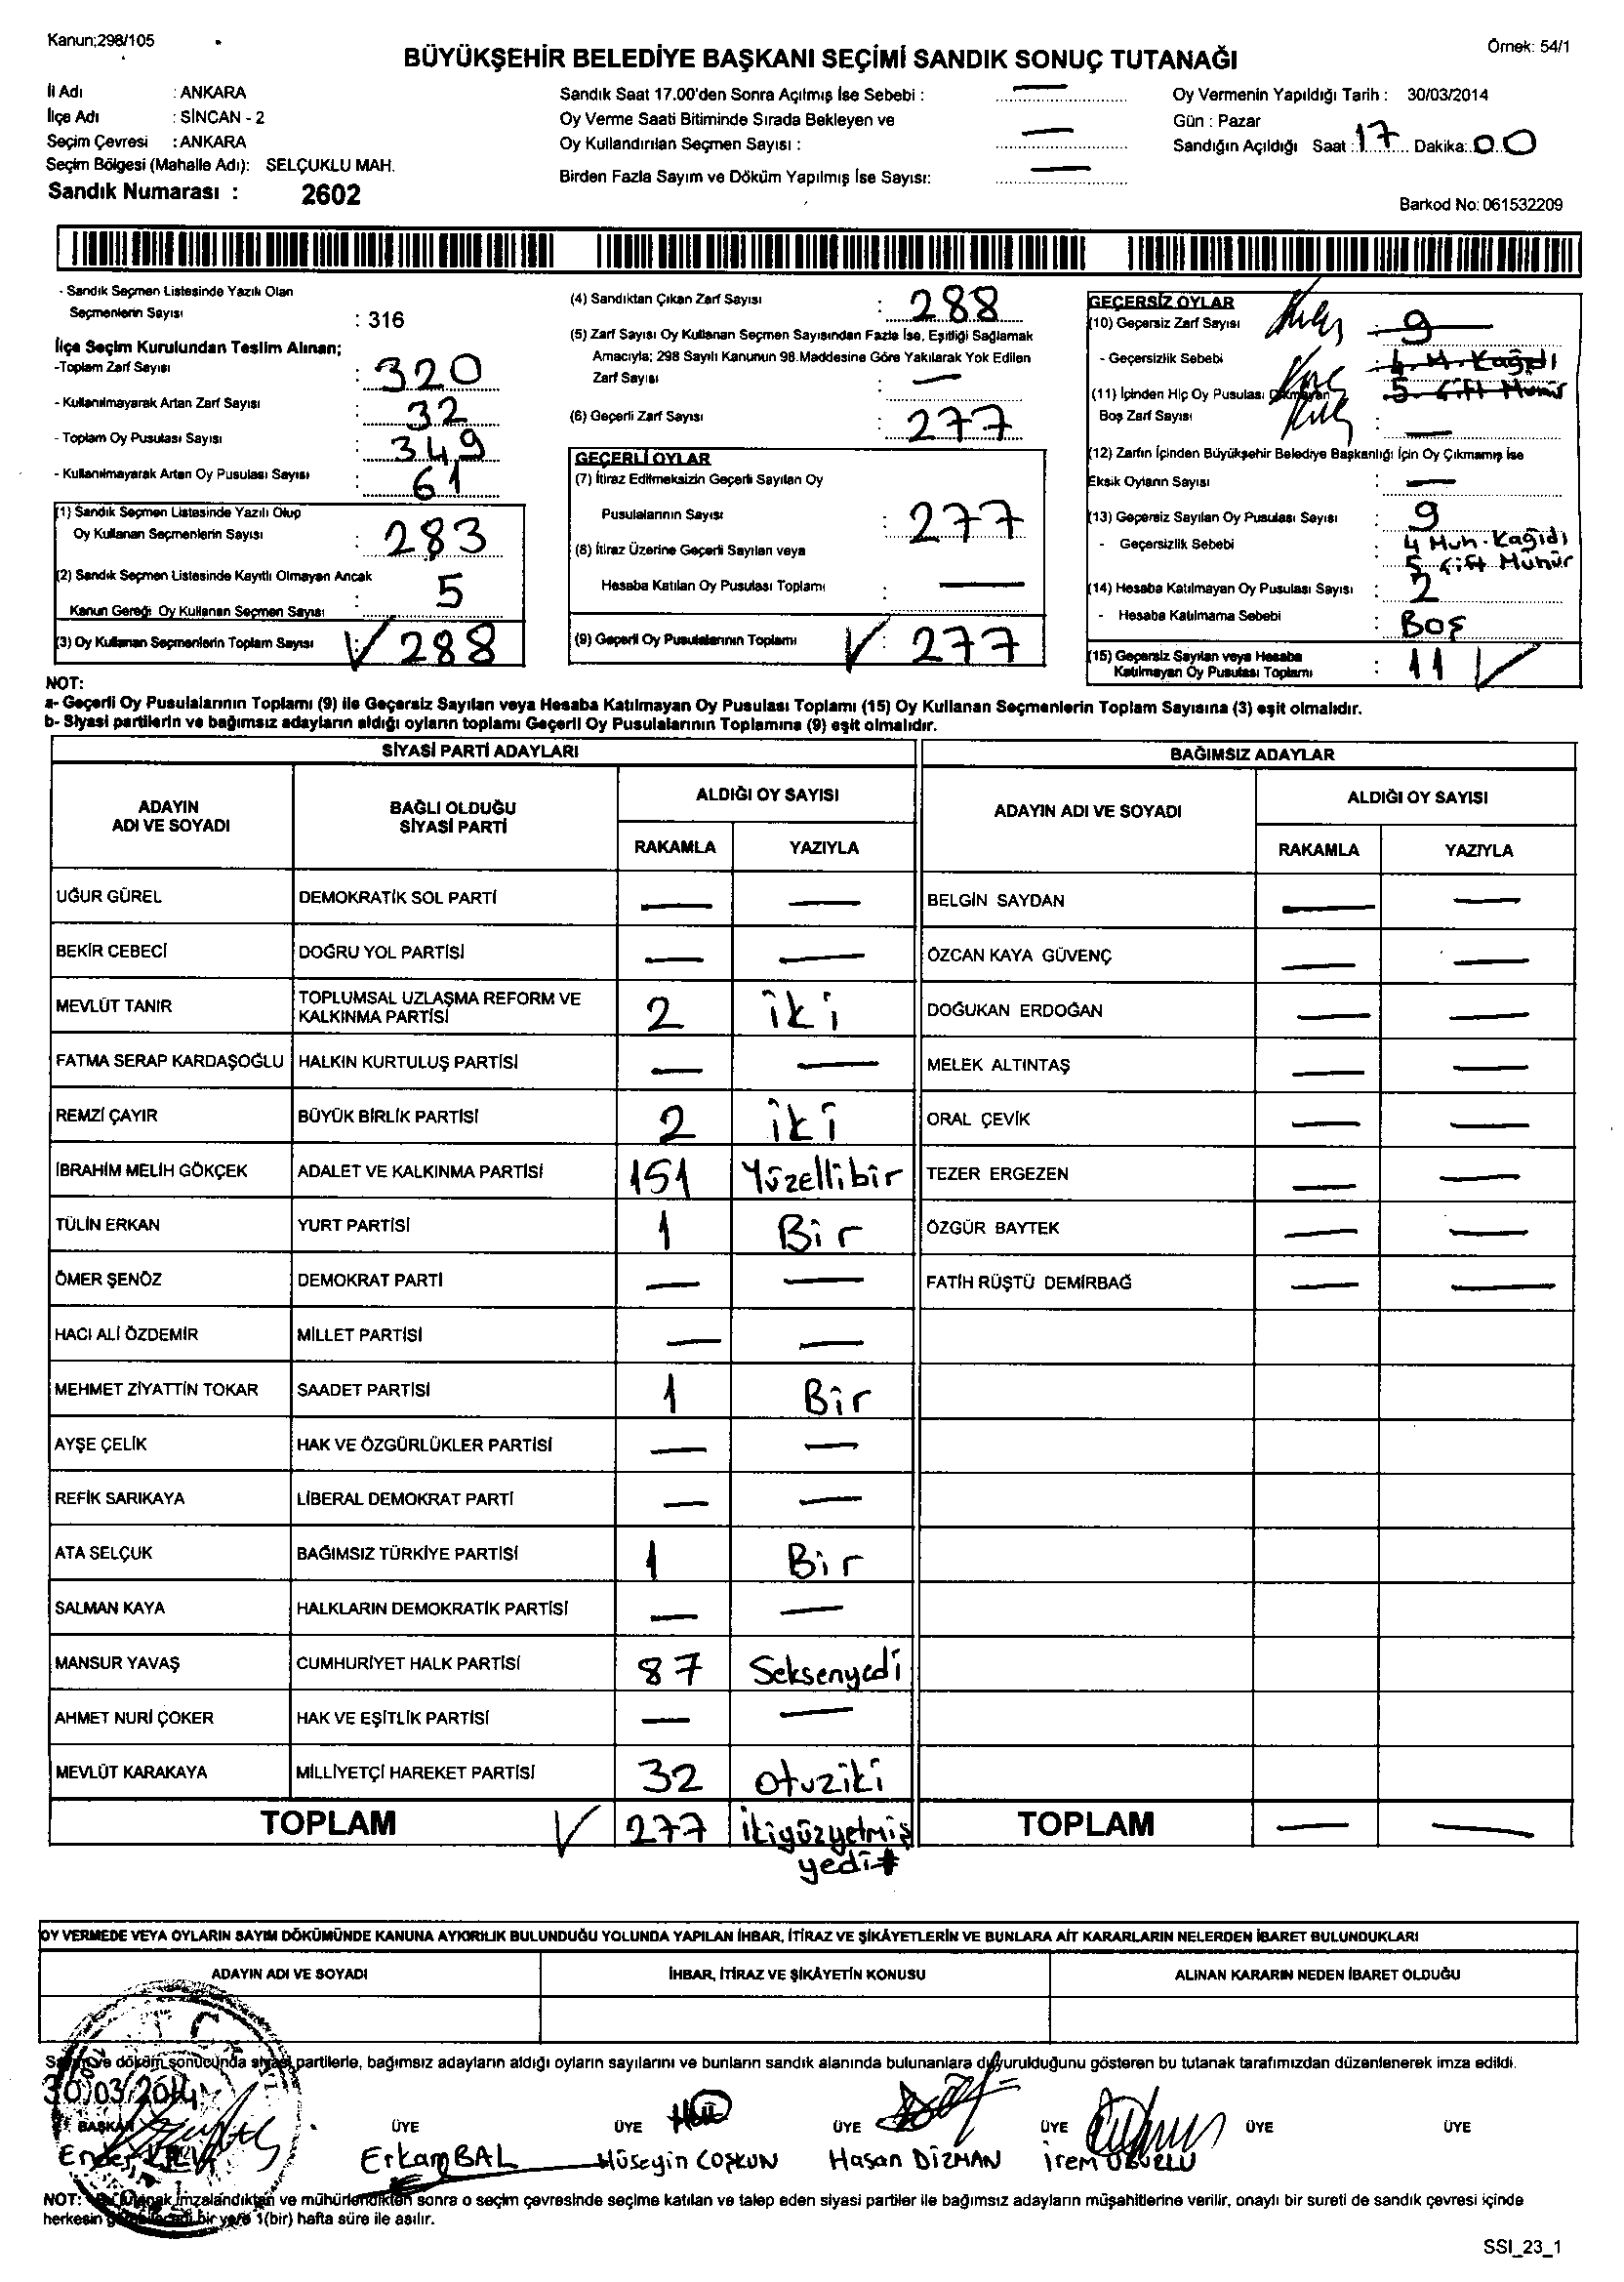 Kanun;298/105
Örnek: 54/1
BÜYÜKŞEHİR BELEDİYE BAŞKANI SEÇİMİ SANDIK SONUÇ TUTANAĞI
İl Adı : ANKARA
İlçe Adı : SİNCAN - 2
Seçim Çevresi : ANKARA
Seçim Bölgesi (Mahalle Adı): SELÇUKLU MAH.
Sandık Numarası : 2602
Sandık Saat 17.00'den Sonra Açılmış İse Sebebi : —
Oy Verme Saati Bitiminde Sırada Bekleyen ve
Oy Kullandırılan Seçmen Sayısı : —
Birden Fazla Sayım ve Döküm Yapılmış İse Sayısı: —
Oy Vermenin Yapıldığı Tarih : 30/03/2014
Gün : Pazar
Sandığın Açıldığı Saat : 17 Dakika: 00
Barkod No: 061532209
- Sandık Seçmen Listesinde Yazılı Olan
Seçmenlerin Sayısı : 316
İlçe Seçim Kurulundan Teslim Alınan;
-Toplam Zarf Sayısı : 320
- Kullanılmayarak Artan Zarf Sayısı : 32
- Toplam Oy Pusulası Sayısı : 349
- Kullanılmayarak Artan Oy Pusulası Sayısı : 61
(1) Sandık Seçmen Listesinde Yazılı Olup
Oy Kullanan Seçmenlerin Sayısı : 283
(2) Sandık Seçmen Listesinde Kayıtlı Olmayan Ancak
Kanun Gereği Oy Kullanan Seçmen Sayısı : 5
(3) Oy Kullanan Seçmenlerin Toplam Sayısı : 288
(4) Sandıktan Çıkan Zarf Sayısı : 288
(5) Zarf Sayısı Oy Kullanan Seçmen Sayısından Fazla İse, Eşitliği Sağlamak
Amacıyla; 298 Sayılı Kanunun 98.Maddesine Göre Yakılarak Yok Edilen
Zarf Sayısı : —
(6) Geçerli Zarf Sayısı : 277
GEÇERLİ OYLAR
(7) İtiraz Edilmeksizin Geçerli Sayılan Oy
Pusulalarının Sayısı : 277
(8) İtiraz Üzerine Geçerli Sayılan veya
Hesaba Katılan Oy Pusulası Toplamı : —
(9) Geçerli Oy Pusulalarının Toplamı : 277
GEÇERSİZ OYLAR
(10) Geçersiz Zarf Sayısı 9
- Geçersizlik Sebebi 4 M. Kağıdı
5 Çift Mühür
(11) İçinden Hiç Oy Pusulası Çıkmayan
Boş Zarf Sayısı : —
(12) Zarfın İçinden Büyükşehir Belediye Başkanlığı İçin Oy Çıkmamış ise
Eksik Oyların Sayısı : —
(13) Geçersiz Sayılan Oy Pusulası Sayısı : 9
- Geçersizlik Sebebi : 4 Muh. Kağıdı
5 Çift Mühür
(14) Hesaba Katılmayan Oy Pusulası Sayısı : 2
- Hesaba Katılmama Sebebi : Boş
(15) Geçersiz Sayılan veya Hesaba
Katılmayan Oy Pusulası Toplamı : 11
NOT:
a- Geçerli Oy Pusulalarının Toplamı (9) ile Geçersiz Sayılan veya Hesaba Katılmayan Oy Pusulası Toplamı (15) Oy Kullanan Seçmenlerin Toplam Sayısına (3) eşit olmalıdır.
b- Siyasi partilerin ve bağımsız adayların aldığı oyların toplamı Geçerli Oy Pusulalarının Toplamına (9) eşit olmalıdır.
SİYASİ PARTİ ADAYLARI
ADAYIN
ADI VE SOYADI
BAĞLI OLDUĞU
SİYASİ PARTİ
ALDIĞI OY SAYISI
RAKAMLA YAZIYLA
UĞUR GÜREL DEMOKRATİK SOL PARTİ — —
BEKİR CEBECİ DOĞRU YOL PARTİSİ — —
MEVLÜT TANIR TOPLUMSAL UZLAŞMA REFORM VE
KALKINMA PARTİSİ 2 iki
FATMA SERAP KARDAŞOĞLU HALKIN KURTULUŞ PARTİSİ — —
REMZİ ÇAYIR BÜYÜK BİRLİK PARTİSİ 2 iki
İBRAHİM MELİH GÖKÇEK ADALET VE KALKINMA PARTİSİ 151 Yüzellibir
TÜLİN ERKAN YURT PARTİSİ 1 Bir
ÖMER ŞENÖZ DEMOKRAT PARTİ — —
HACI ALİ ÖZDEMİR MİLLET PARTİSİ — —
MEHMET ZİYATTİN TOKAR SAADET PARTİSİ 1 Bir
AYŞE ÇELİK HAK VE ÖZGÜRLÜKLER PARTİSİ — —
REFİK SARIKAYA LİBERAL DEMOKRAT PARTİ — —
ATA SELÇUK BAĞIMSIZ TÜRKİYE PARTİSİ 1 Bir
SALMAN KAYA HALKLARIN DEMOKRATİK PARTİSİ — —
MANSUR YAVAŞ CUMHURİYET HALK PARTİSİ 87 Seksenyedi
AHMET NURİ ÇOKER HAK VE EŞİTLİK PARTİSİ — —
MEVLÜT KARAKAYA MİLLİYETÇİ HAREKET PARTİSİ 32 otuziki
TOPLAM 277 ikiyüzyetmiş
yedi
BAĞIMSIZ ADAYLAR
ADAYIN ADI VE SOYADI
ALDIĞI OY SAYISI
RAKAMLA YAZIYLA
BELGİN SAYDAN — —
ÖZCAN KAYA GÜVENÇ — —
DOĞUKAN ERDOĞAN — —
MELEK ALTINTAŞ — —
ORAL ÇEVİK — —
TEZER ERGEZEN — —
ÖZGÜR BAYTEK — —
FATİH RÜŞTÜ DEMİRBAĞ — —
TOPLAM — —
OY VERMEDE VEYA OYLARIN SAYIM DÖKÜMÜNDE KANUNA AYKIRILIK BULUNDUĞU YOLUNDA YAPILAN İHBAR, İTİRAZ VE ŞİKÂYETLERİN VE BUNLARA AİT KARARLARIN NELERDEN İBARET BULUNDUKLARI
ADAYIN ADI VE SOYADI
İHBAR, İTİRAZ VE ŞİKÂYETİN KONUSU
ALINAN KARARIN NEDEN İBARET OLDUĞU
Sayım ve döküm sonucunda siyasi partilerle, bağımsız adayların aldığı oyların sayılarını ve bunların sandık alanında bulunanlara duyurulduğunu gösteren bu tutanak tarafımızdan düzenlenerek imza edildi.
30/03/2014
BAŞKAN ÜYE ÜYE ÜYE ÜYE ÜYE ÜYE
Erkam BAL Hüseyin COŞKUN Hasan DİZMAN İrem
NOT: Bu tutanak imzalandıktan ve mühürlendikten sonra o seçim çevresinde seçime katılan ve talep eden siyasi partiler ile bağımsız adayların müşahitlerine verilir, onaylı bir sureti de sandık çevresi içinde
herkesin bir yere 1(bir) hafta süre ile asılır.
SSI_23_1